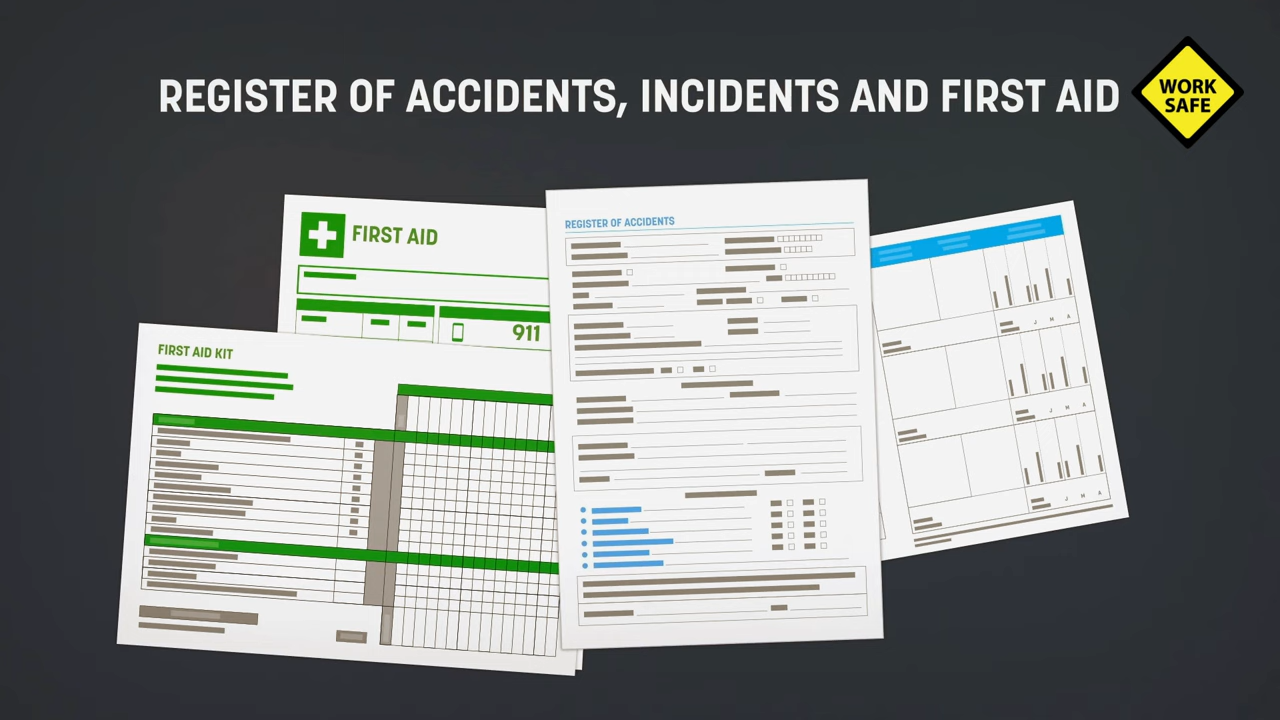 REGISTER OF ACCIDENTS, INCIDENTS AND FIRST AID
WORK
SAFE
FIRST AID
911
FIRST AID KIT
REGISTER OF ACCIDENTS
J M A
J M A
J M A